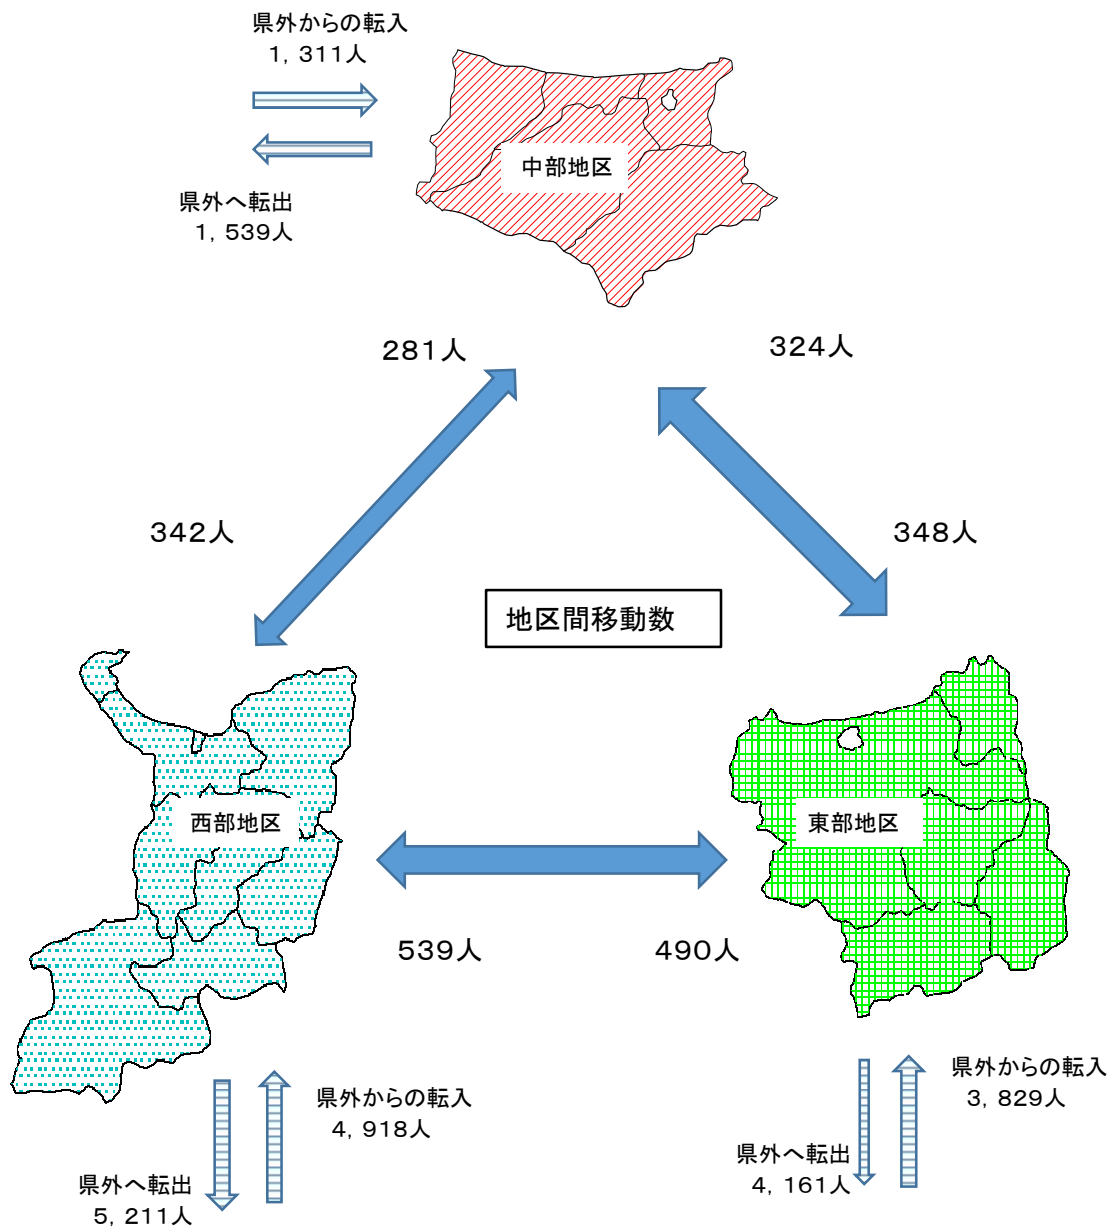 県外からの転入
1,311人
中部地区
県外へ転出
1,539人
281人
324人
342人
348人
地区間移動数
西部地区
東部地区
539人
490人
県外からの転入
4,918人
県外へ転出
5,211人
県外からの転入
3,829人
県外へ転出
4,161人